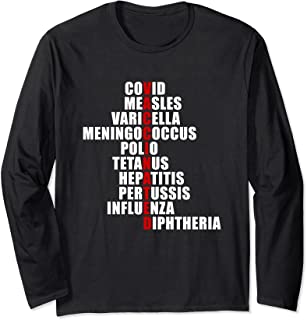 COVID
MEASLES
VARICELLA
MENINGOCOCCUS
POLIO
TETANUS
HEPATITIS
PERTUSSIS
INFLUENZA
DIPHTHERIA